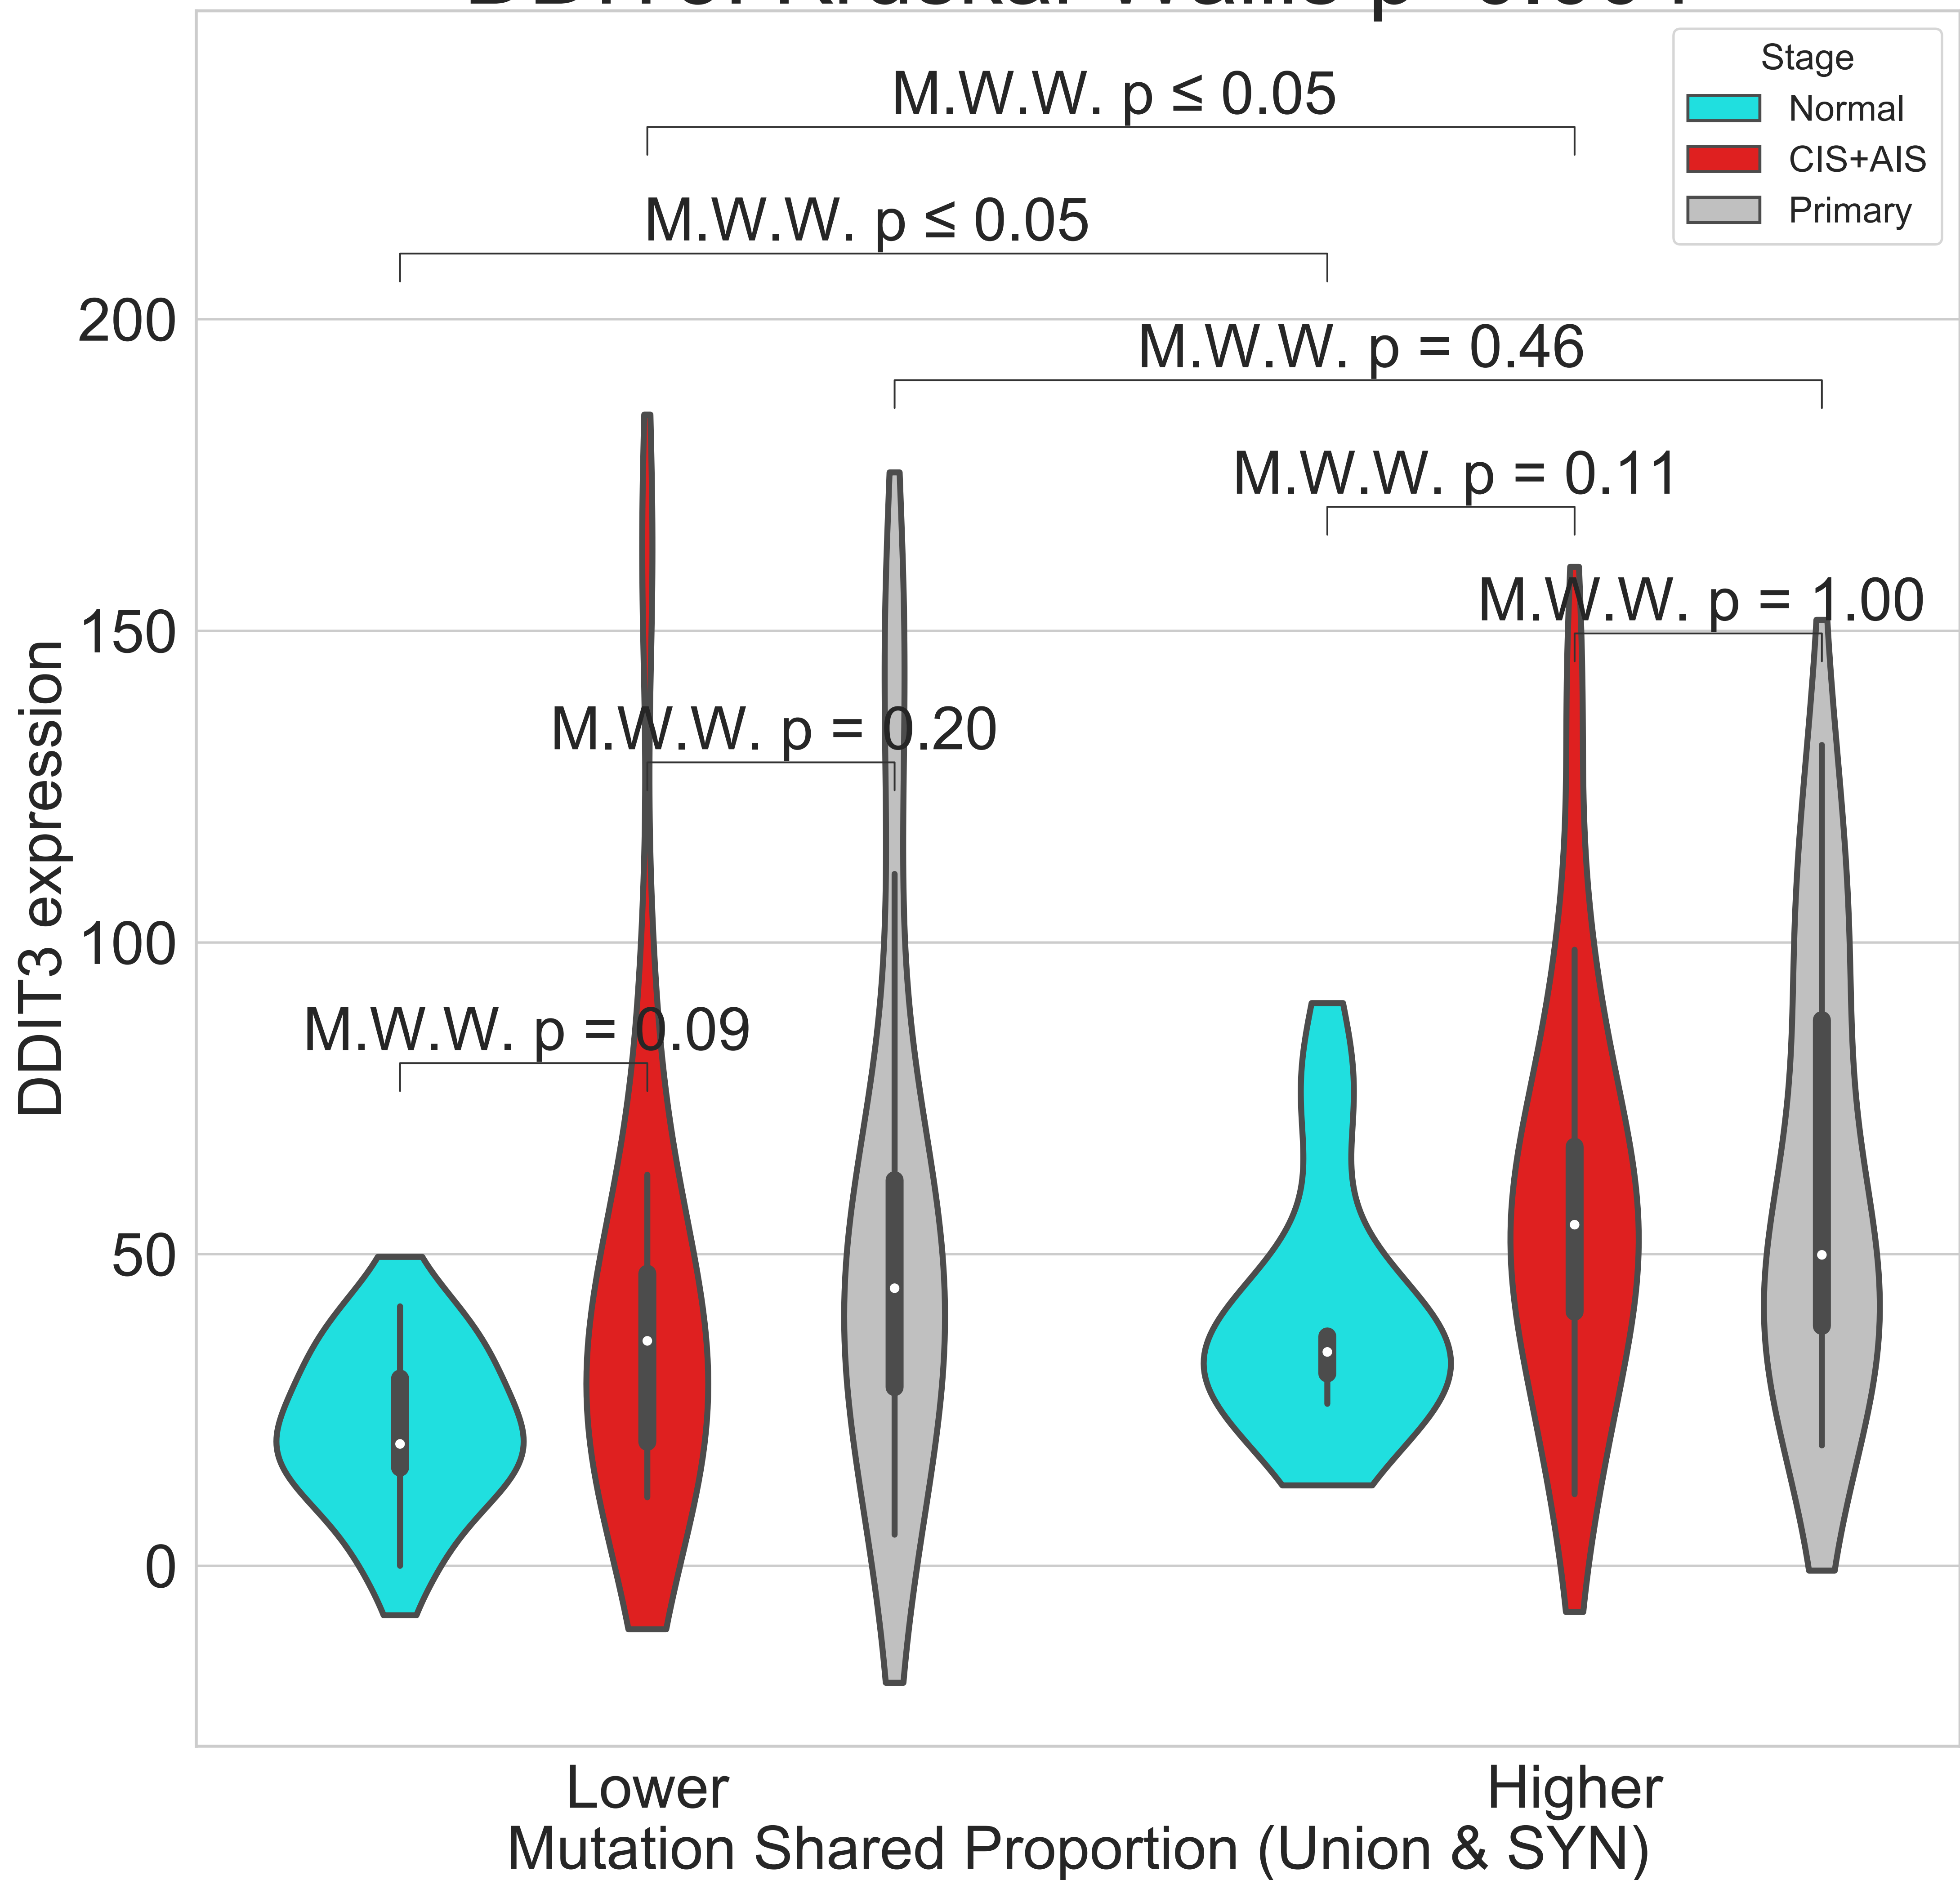 Stage
Normal
CIS+AIS
Primary
M.W.W. p ≤ 0.05
M.W.W. p ≤ 0.05
M.W.W. p = 0.46
M.W.W. p = 0.11
M.W.W. p = 1.00
M.W.W. p = 0.20
M.W.W. p = 0.09
DDIT3 expression
200
150
100
50
0
Lower
Higher
Mutation Shared Proportion (Union & SYN)